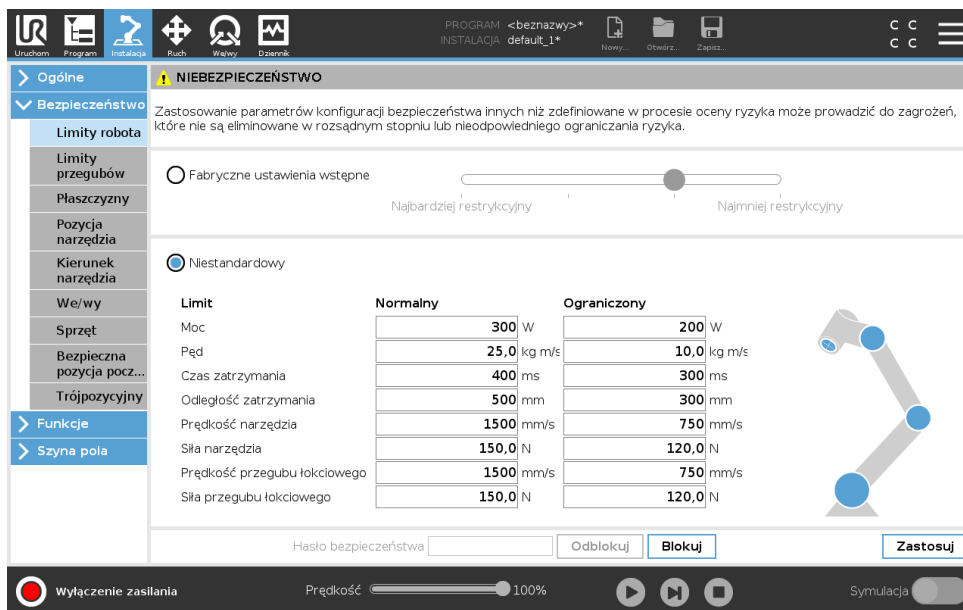 PROGRAM <beznazwy>*
INSTALACJA default_1*
Uruchom Program Instalacja Ruch We/wy Dziennik Nowy... Otwórz... Zapisz...
C C
C C
Ogólne
Bezpieczeństwo
Limity robota
Limity
przegubów
Płaszczyzny
Pozycja
narzędzia
Kierunek
narzędzia
We/wy
Sprzęt
Bezpieczna
pozycja pocz...
Trójpozycyjny
Funkcje
Szyna pola
NIEBEZPIECZEŃSTWO
Zastosowanie parametrów konfiguracji bezpieczeństwa innych niż zdefiniowane w procesie oceny ryzyka może prowadzić do zagrożeń,
które nie są eliminowane w rozsądnym stopniu lub nieodpowiedniego ograniczania ryzyka.
Fabryczne ustawienia wstępne
Najbardziej restrykcyjny Najmniej restrykcyjny
Niestandardowy
Limit Normalny Ograniczony
Moc 300 W 200 W
Pęd 25,0 kg m/s 10,0 kg m/s
Czas zatrzymania 400 ms 300 ms
Odległość zatrzymania 500 mm 300 mm
Prędkość narzędzia 1500 mm/s 750 mm/s
Siła narzędzia 150,0 N 120,0 N
Prędkość przegubu łokciowego 1500 mm/s 750 mm/s
Siła przegubu łokciowego 150,0 N 120,0 N
Hasło bezpieczeństwa Odblokuj Blokuj Zastosuj
Wyłączenie zasilania Prędkość 100% Symulacja